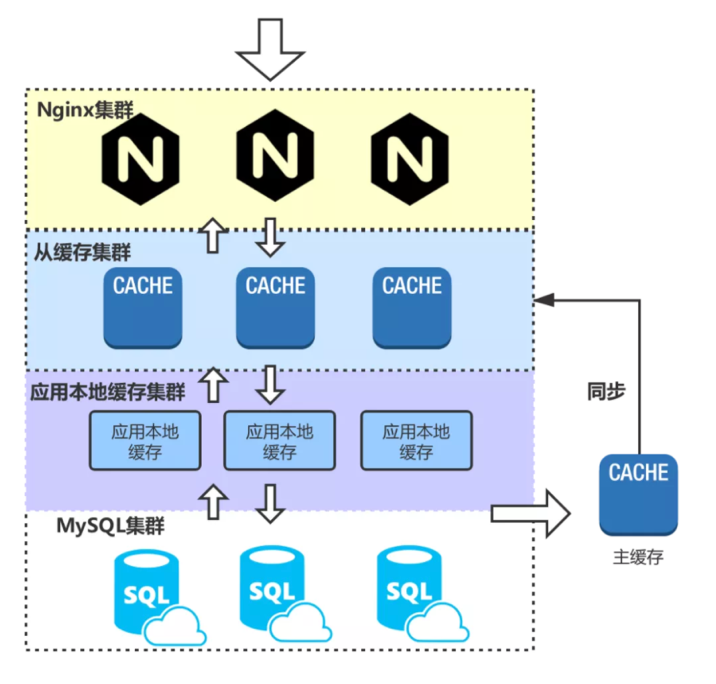 Nginx集群
N
N
N
从缓存集群
CACHE
CACHE
CACHE
应用本地缓存集群
应用本地
缓存
应用本地
缓存
应用本地
缓存
同步
CACHE
主缓存
MySQL集群
SQL
SQL
SQL